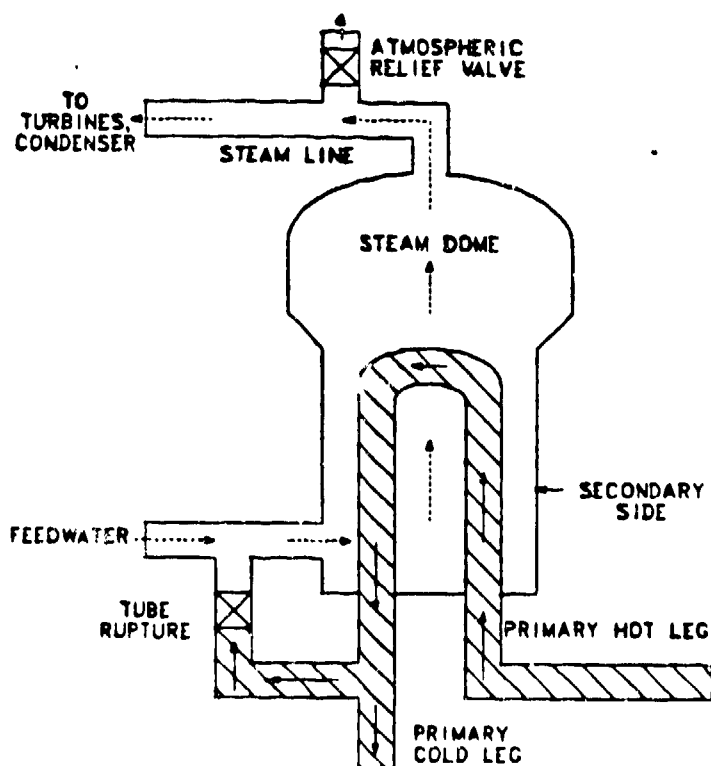 ATMOSPHERIC
RELIEF VALVE
TO
TURBINES,
CONDENSER
STEAM LINE
STEAM DOME
SECONDARY
SIDE
FEEDWATER
TUBE
RUPTURE
PRIMARY HOT LEG
PRIMARY
COLD LEG